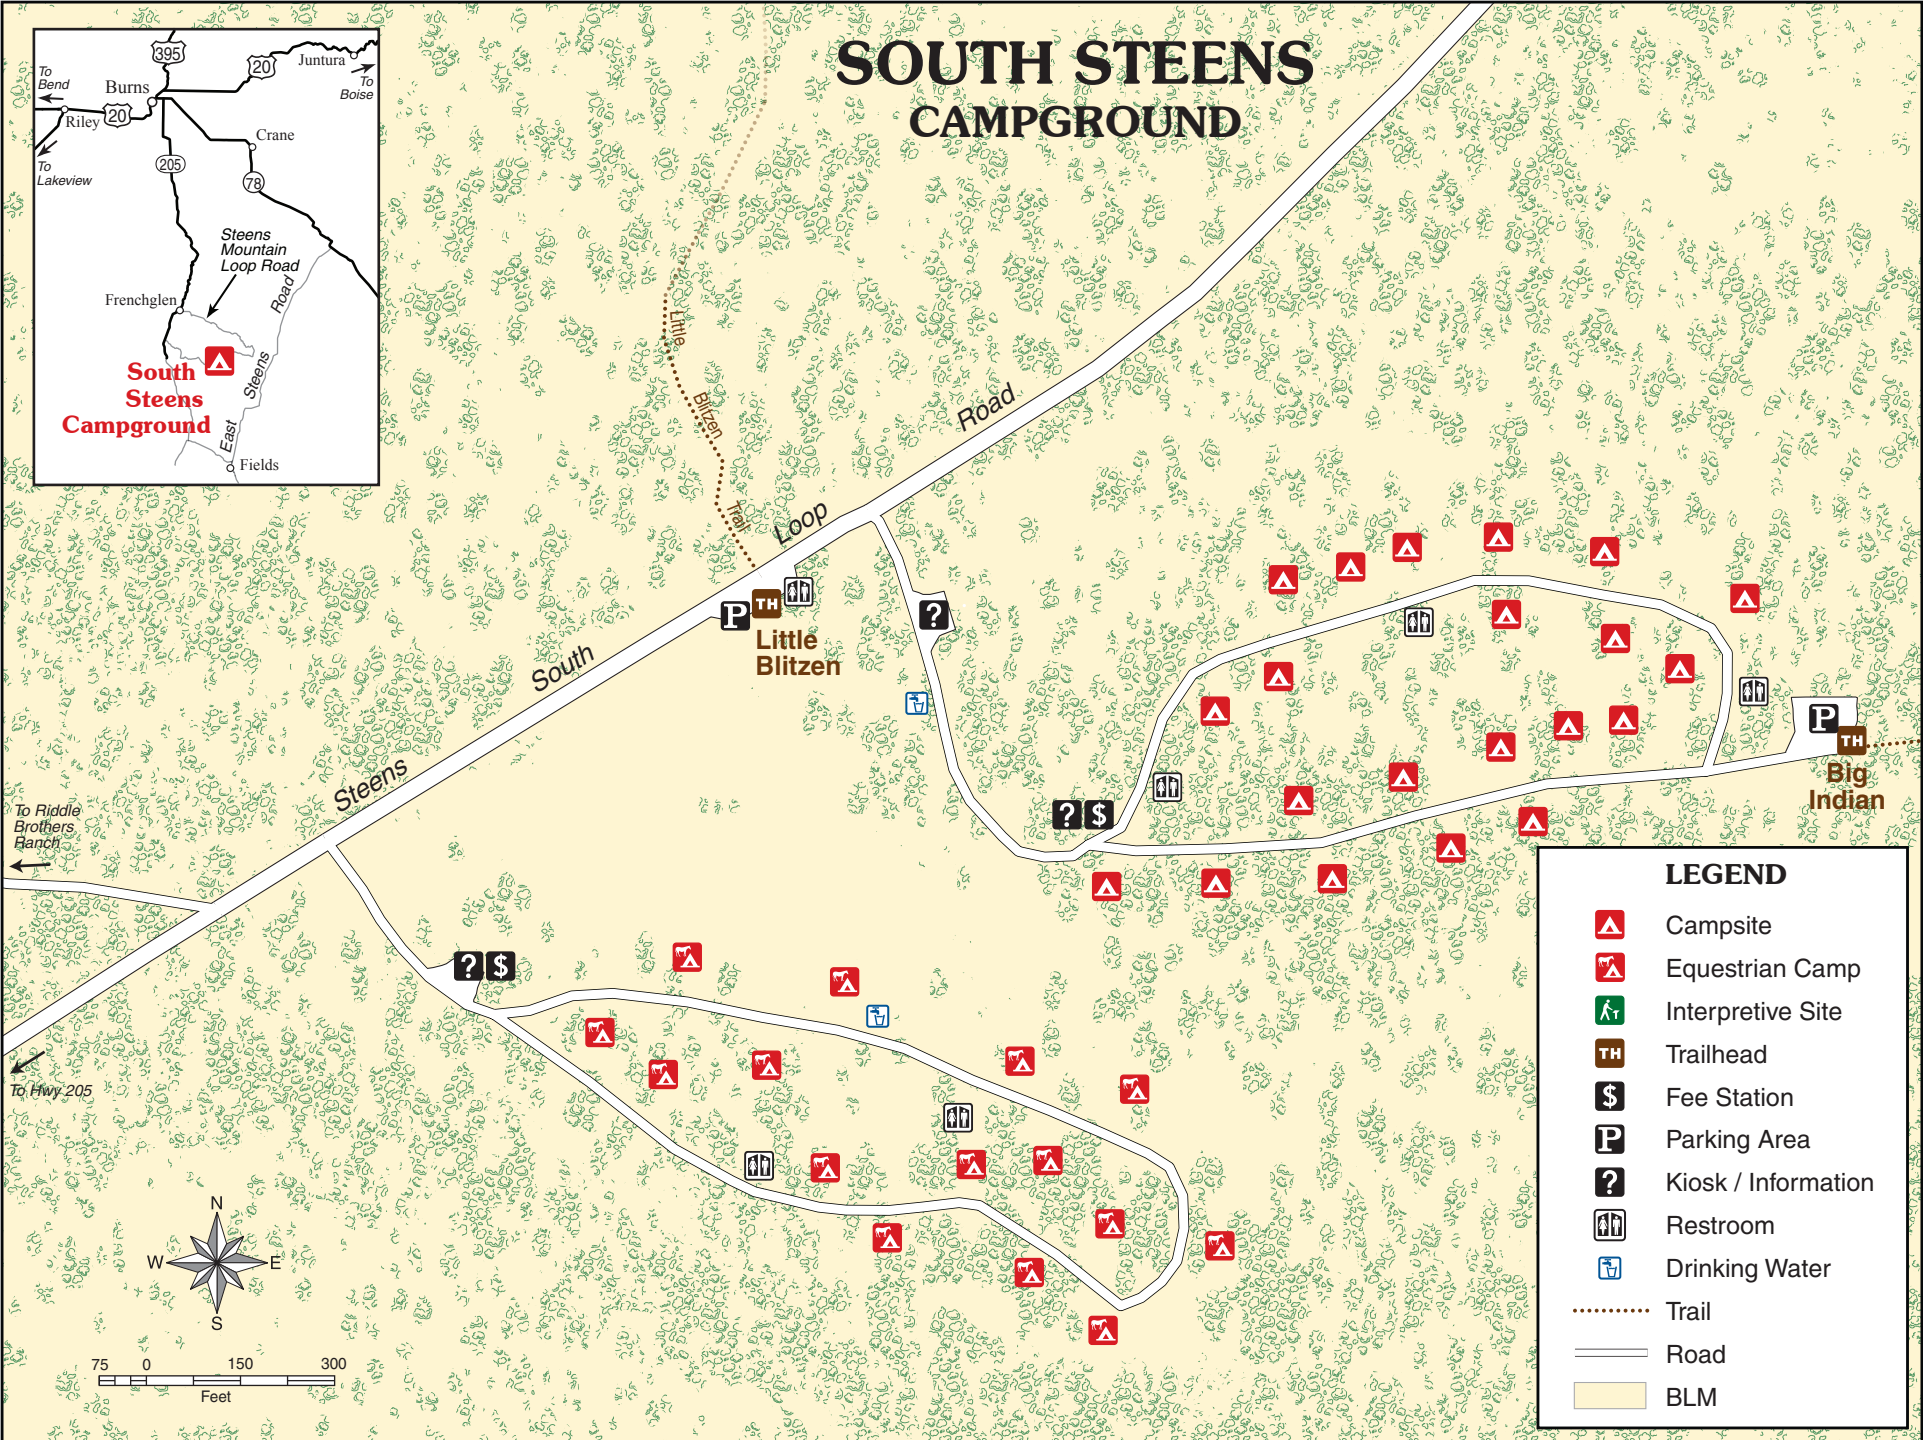 SOUTH STEENS
CAMPGROUND
395
20
Juntura
To
Bend
To
Boise
Burns
20
Riley
Crane
To
Lakeview
205
78
Steens
Mountain
Loop Road
Frenchglen
East Steens Road
South
Steens
Campground
Fields
Little Blitzen Trail
Steens South Loop Road
P
TH
Little
Blitzen
?
P
TH
Big
Indian
? $
To Riddle
Brothers
Ranch
? $
To Hwy 205
N
W E
S
75 0 150 300
Feet
LEGEND
Campsite
Equestrian Camp
Interpretive Site
TH Trailhead
$ Fee Station
P Parking Area
? Kiosk / Information
Restroom
Drinking Water
Trail
Road
BLM